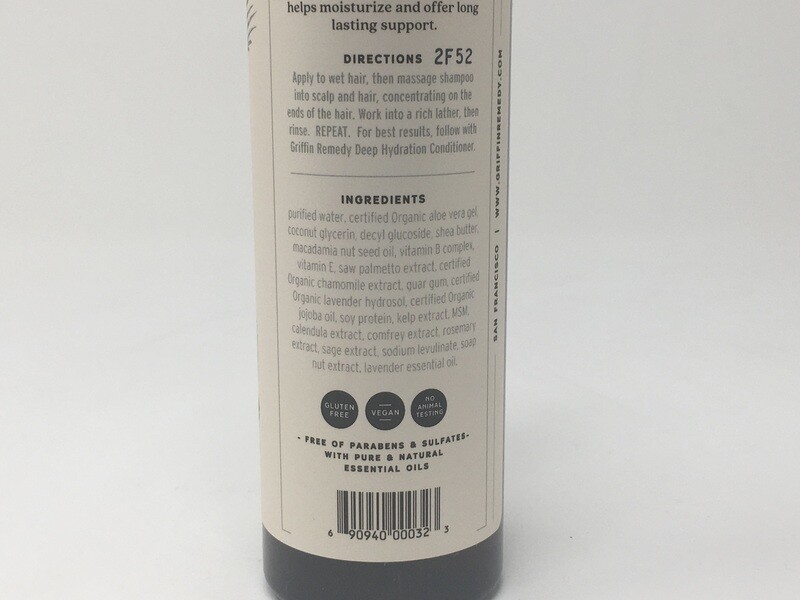 helps moisturize and offer long
lasting support.
DIRECTIONS 2F52
Apply to wet hair, then massage shampoo
into scalp and hair, concentrating on the
ends of the hair. Work into a rich lather, then
rinse. REPEAT. For best results, follow with
Griffin Remedy Deep Hydration Conditioner.
INGREDIENTS
purified water, certified Organic aloe vera gel,
coconut glycerin, decyl glucoside, shea butter,
macadamia nut seed oil, vitamin B complex,
vitamin E, saw palmetto extract, certified
Organic chamomile extract, guar gum, certified
Organic lavender hydrosol, certified Organic
jojoba oil, soy protein, kelp extract, MSM,
calendula extract, comfrey extract, rosemary
extract, sage extract, sodium levulinate, soap
nut extract, lavender essential oil.
GLUTEN
FREE
VEGAN
NO
ANIMAL
TESTING
- FREE OF PARABENS & SULFATES-
WITH PURE & NATURAL
ESSENTIAL OILS
6 90940 00032 3
SAN FRANCISCO | WWW.GRIFFINREMEDY.COM